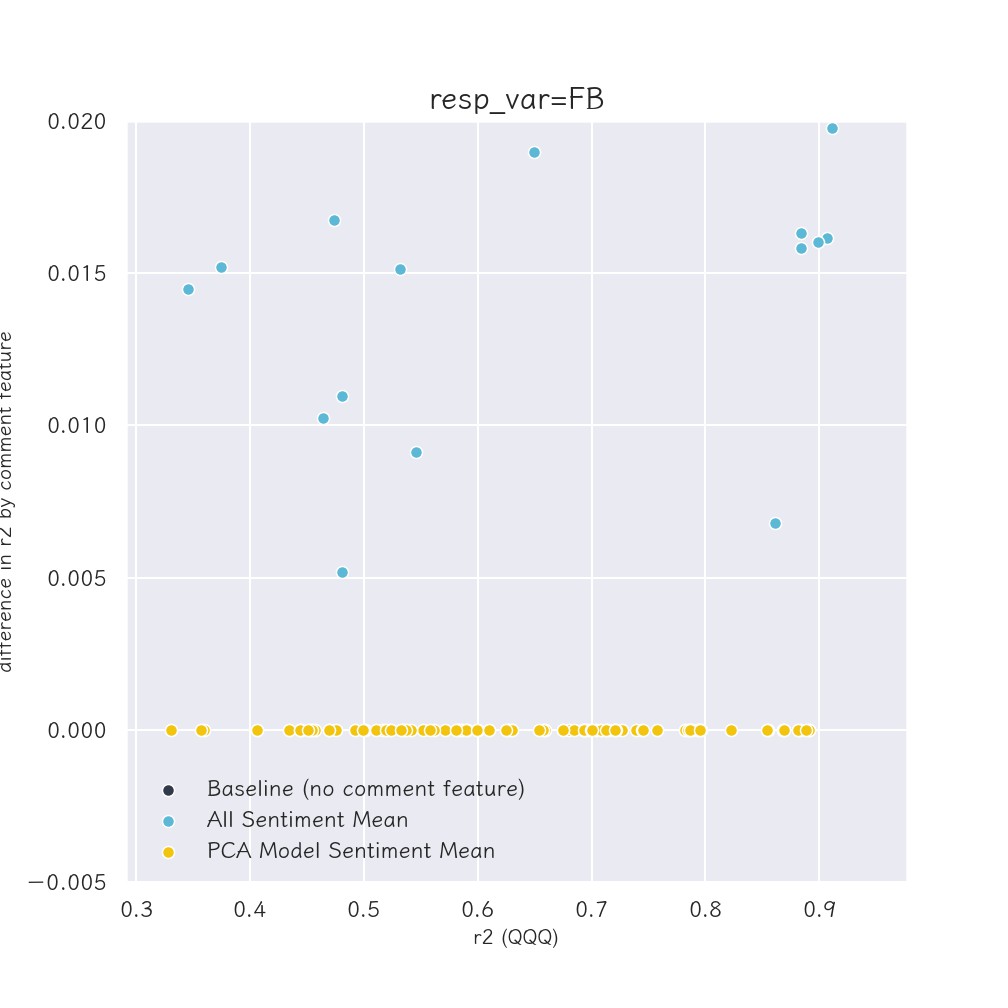 resp_var=FB
0.020
0.015
0.010
0.005
0.000
−0.005
difference in r2 by comment feature
Baseline (no comment feature)
All Sentiment Mean
PCA Model Sentiment Mean
0.3 0.4 0.5 0.6 0.7 0.8 0.9
r2 (QQQ)